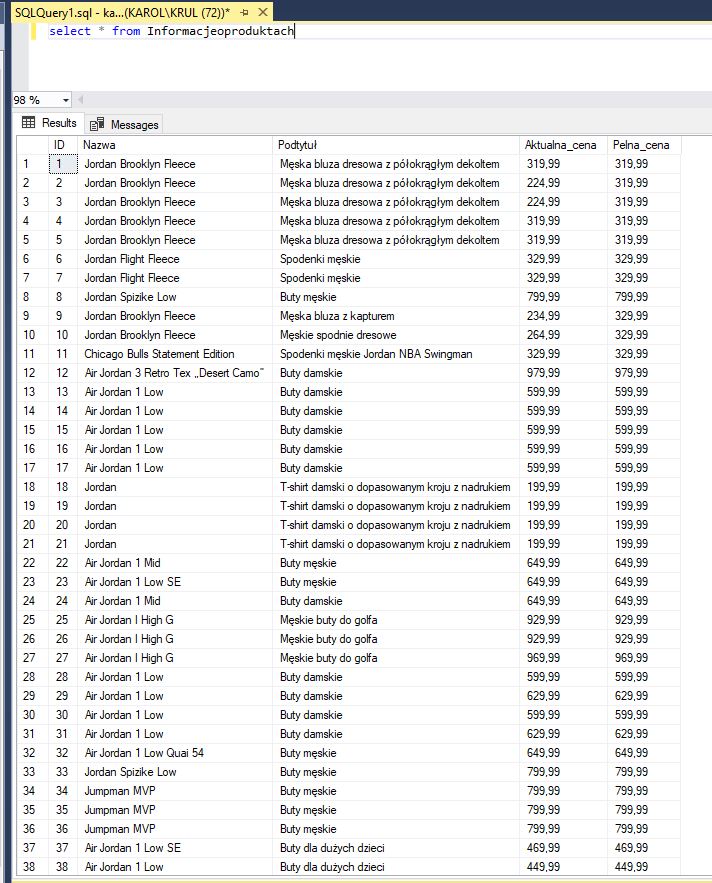 SQLQuery1.sql - ka...(KAROL\KRUL (72))*
select * from Informacjeoproduktach
98 %
Results Messages
ID Nazwa Podtytuł Aktualna_cena Pelna_cena
1 1 Jordan Brooklyn Fleece Męska bluza dresowa z półokrągłym dekoltem 319,99 319,99
2 2 Jordan Brooklyn Fleece Męska bluza dresowa z półokrągłym dekoltem 224,99 319,99
3 3 Jordan Brooklyn Fleece Męska bluza dresowa z półokrągłym dekoltem 224,99 319,99
4 4 Jordan Brooklyn Fleece Męska bluza dresowa z półokrągłym dekoltem 319,99 319,99
5 5 Jordan Brooklyn Fleece Męska bluza dresowa z półokrągłym dekoltem 319,99 319,99
6 6 Jordan Flight Fleece Spodenki męskie 329,99 329,99
7 7 Jordan Flight Fleece Spodenki męskie 329,99 329,99
8 8 Jordan Spizike Low Buty męskie 799,99 799,99
9 9 Jordan Brooklyn Fleece Męska bluza z kapturem 234,99 329,99
10 10 Jordan Brooklyn Fleece Męskie spodnie dresowe 264,99 329,99
11 11 Chicago Bulls Statement Edition Spodenki męskie Jordan NBA Swingman 329,99 329,99
12 12 Air Jordan 3 Retro Tex „Desert Camo” Buty damskie 979,99 979,99
13 13 Air Jordan 1 Low Buty damskie 599,99 599,99
14 14 Air Jordan 1 Low Buty damskie 599,99 599,99
15 15 Air Jordan 1 Low Buty damskie 599,99 599,99
16 16 Air Jordan 1 Low Buty damskie 599,99 599,99
17 17 Air Jordan 1 Low Buty damskie 599,99 599,99
18 18 Jordan T-shirt damski o dopasowanym kroju z nadrukiem 199,99 199,99
19 19 Jordan T-shirt damski o dopasowanym kroju z nadrukiem 199,99 199,99
20 20 Jordan T-shirt damski o dopasowanym kroju z nadrukiem 199,99 199,99
21 21 Jordan T-shirt damski o dopasowanym kroju z nadrukiem 199,99 199,99
22 22 Air Jordan 1 Mid Buty męskie 649,99 649,99
23 23 Air Jordan 1 Low SE Buty męskie 649,99 649,99
24 24 Air Jordan 1 Mid Buty damskie 649,99 649,99
25 25 Air Jordan I High G Męskie buty do golfa 929,99 929,99
26 26 Air Jordan I High G Męskie buty do golfa 929,99 929,99
27 27 Air Jordan I High G Męskie buty do golfa 969,99 969,99
28 28 Air Jordan 1 Low Buty damskie 599,99 599,99
29 29 Air Jordan 1 Low Buty damskie 629,99 629,99
30 30 Air Jordan 1 Low Buty damskie 599,99 599,99
31 31 Air Jordan 1 Low Buty damskie 629,99 629,99
32 32 Air Jordan 1 Low Quai 54 Buty męskie 649,99 649,99
33 33 Jordan Spizike Low Buty męskie 799,99 799,99
34 34 Jumpman MVP Buty męskie 799,99 799,99
35 35 Jumpman MVP Buty męskie 799,99 799,99
36 36 Jumpman MVP Buty męskie 799,99 799,99
37 37 Air Jordan 1 Low SE Buty dla dużych dzieci 469,99 469,99
38 38 Air Jordan 1 Low Buty dla dużych dzieci 449,99 449,99